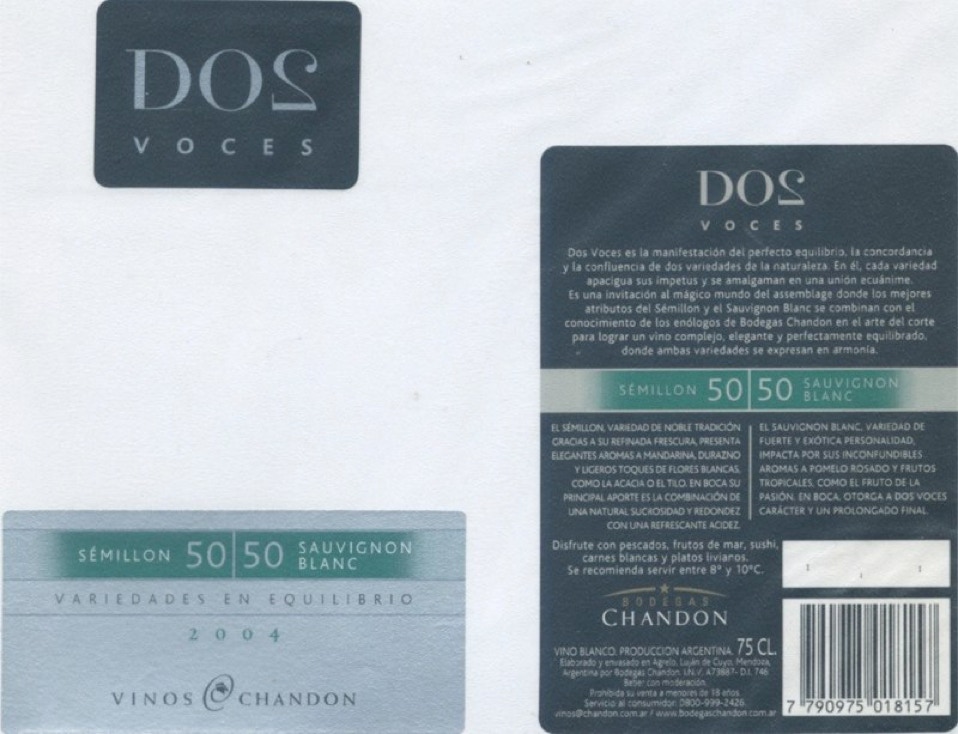 DOS
VOCES
SÉMILLON 50 | 50 SAUVIGNON BLANC
VARIEDADES EN EQUILIBRIO
2004
VINOS CHANDON
DOS
VOCES
Dos Voces es la manifestación del perfecto equilibrio, la concordancia
y la confluencia de dos variedades de la naturaleza. En él, cada variedad
apacigua sus ímpetus y se amalgaman en una unión ecuánime.
Es una invitación al mágico mundo del assemblage donde los mejores
atributos del Sémillon y el Sauvignon Blanc se combinan con el
conocimiento de los enólogos de Bodegas Chandon en el arte del corte
para lograr un vino complejo, elegante y perfectamente equilibrado,
donde ambas variedades se expresan en armonía.
SÉMILLON 50 | 50 SAUVIGNON BLANC
EL SÉMILLON, VARIEDAD DE NOBLE TRADICIÓN
GRACIAS A SU REFINADA FRESCURA, PRESENTA
ELEGANTES AROMAS A MANDARINA, DURAZNO
Y LIGEROS TOQUES DE FLORES BLANCAS,
COMO LA ACACIA O EL TILO. EN BOCA SU
PRINCIPAL APORTE ES LA COMBINACIÓN DE
UNA NATURAL SUCROSIDAD Y REDONDEZ
CON UNA REFRESCANTE ACIDEZ.
EL SAUVIGNON BLANC, VARIEDAD DE
FUERTE Y EXÓTICA PERSONALIDAD,
IMPACTA POR SUS INCONFUNDIBLES
AROMAS A POMELO ROSADO Y FRUTOS
TROPICALES, COMO EL FRUTO DE LA
PASIÓN. EN BOCA, OTORGA A DOS VOCES
CARÁCTER Y UN PROLONGADO FINAL.
Disfrute con pescados, frutos de mar, sushi,
carnes blancas y platos livianos.
Se recomienda servir entre 8º y 10ºC.
BODEGAS
CHANDON
VINO BLANCO. PRODUCCION ARGENTINA. 75 CL.
Elaborado y envasado en Agrelo, Luján de Cuyo, Mendoza,
Argentina por Bodegas Chandon. I.N.V. A73887- D.J. 746
Beber con moderación.
Prohibida su venta a menores de 18 años.
Servicio al consumidor: 0800-999-2426.
vinos@chandon.com.ar / www.bodegaschandon.com.ar
7 790975 018157